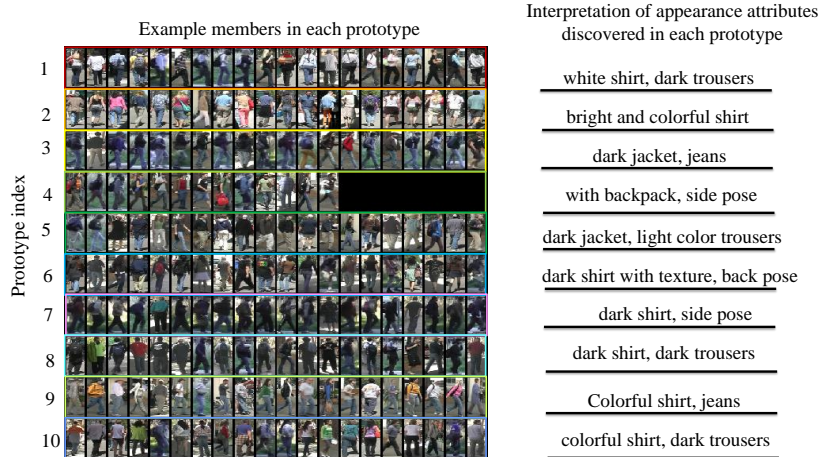 Interpretation of appearance attributes
discovered in each prototype
Example members in each prototype
Prototype index
1
white shirt, dark trousers
2
bright and colorful shirt
3
dark jacket, jeans
4
with backpack, side pose
5
dark jacket, light color trousers
6
dark shirt with texture, back pose
7
dark shirt, side pose
8
dark shirt, dark trousers
9
Colorful shirt, jeans
10
colorful shirt, dark trousers